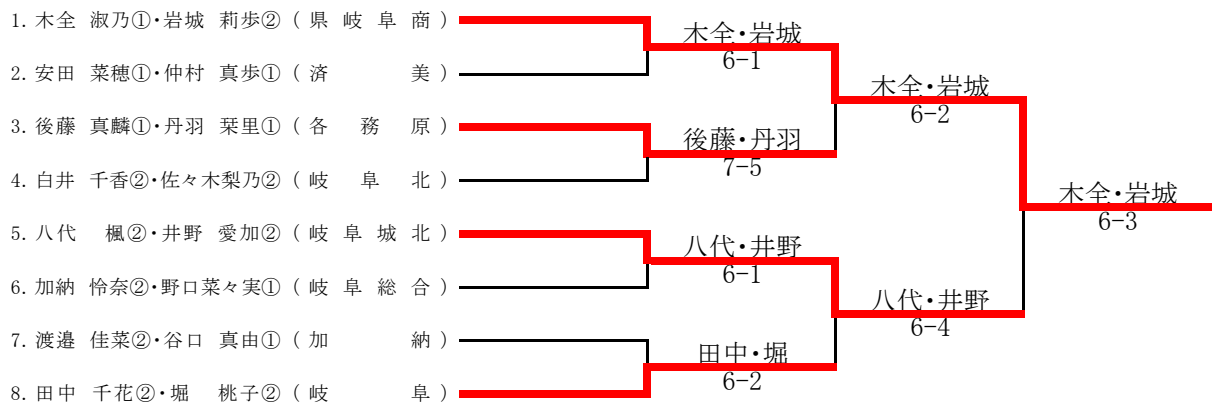 1. 木全 淑乃①・岩城 莉歩② ( 県 岐 阜 商 )
木全・岩城
6-1
2. 安田 菜穂①・仲村 真歩① ( 済 美 )
木全・岩城
6-2
3. 後藤 真麟①・丹羽 栞里① ( 各 務 原 )
後藤・丹羽
7-5
4. 白井 千香②・佐々木梨乃② ( 岐 阜 北 )
木全・岩城
6-3
5. 八代 楓②・井野 愛加② ( 岐 阜 城 北 )
八代・井野
6-1
6. 加納 怜奈②・野口菜々実① ( 岐 阜 総 合 )
八代・井野
6-4
7. 渡邉 佳菜②・谷口 真由① ( 加 納 )
田中・堀
6-2
8. 田中 千花②・堀 桃子② ( 岐 阜 )